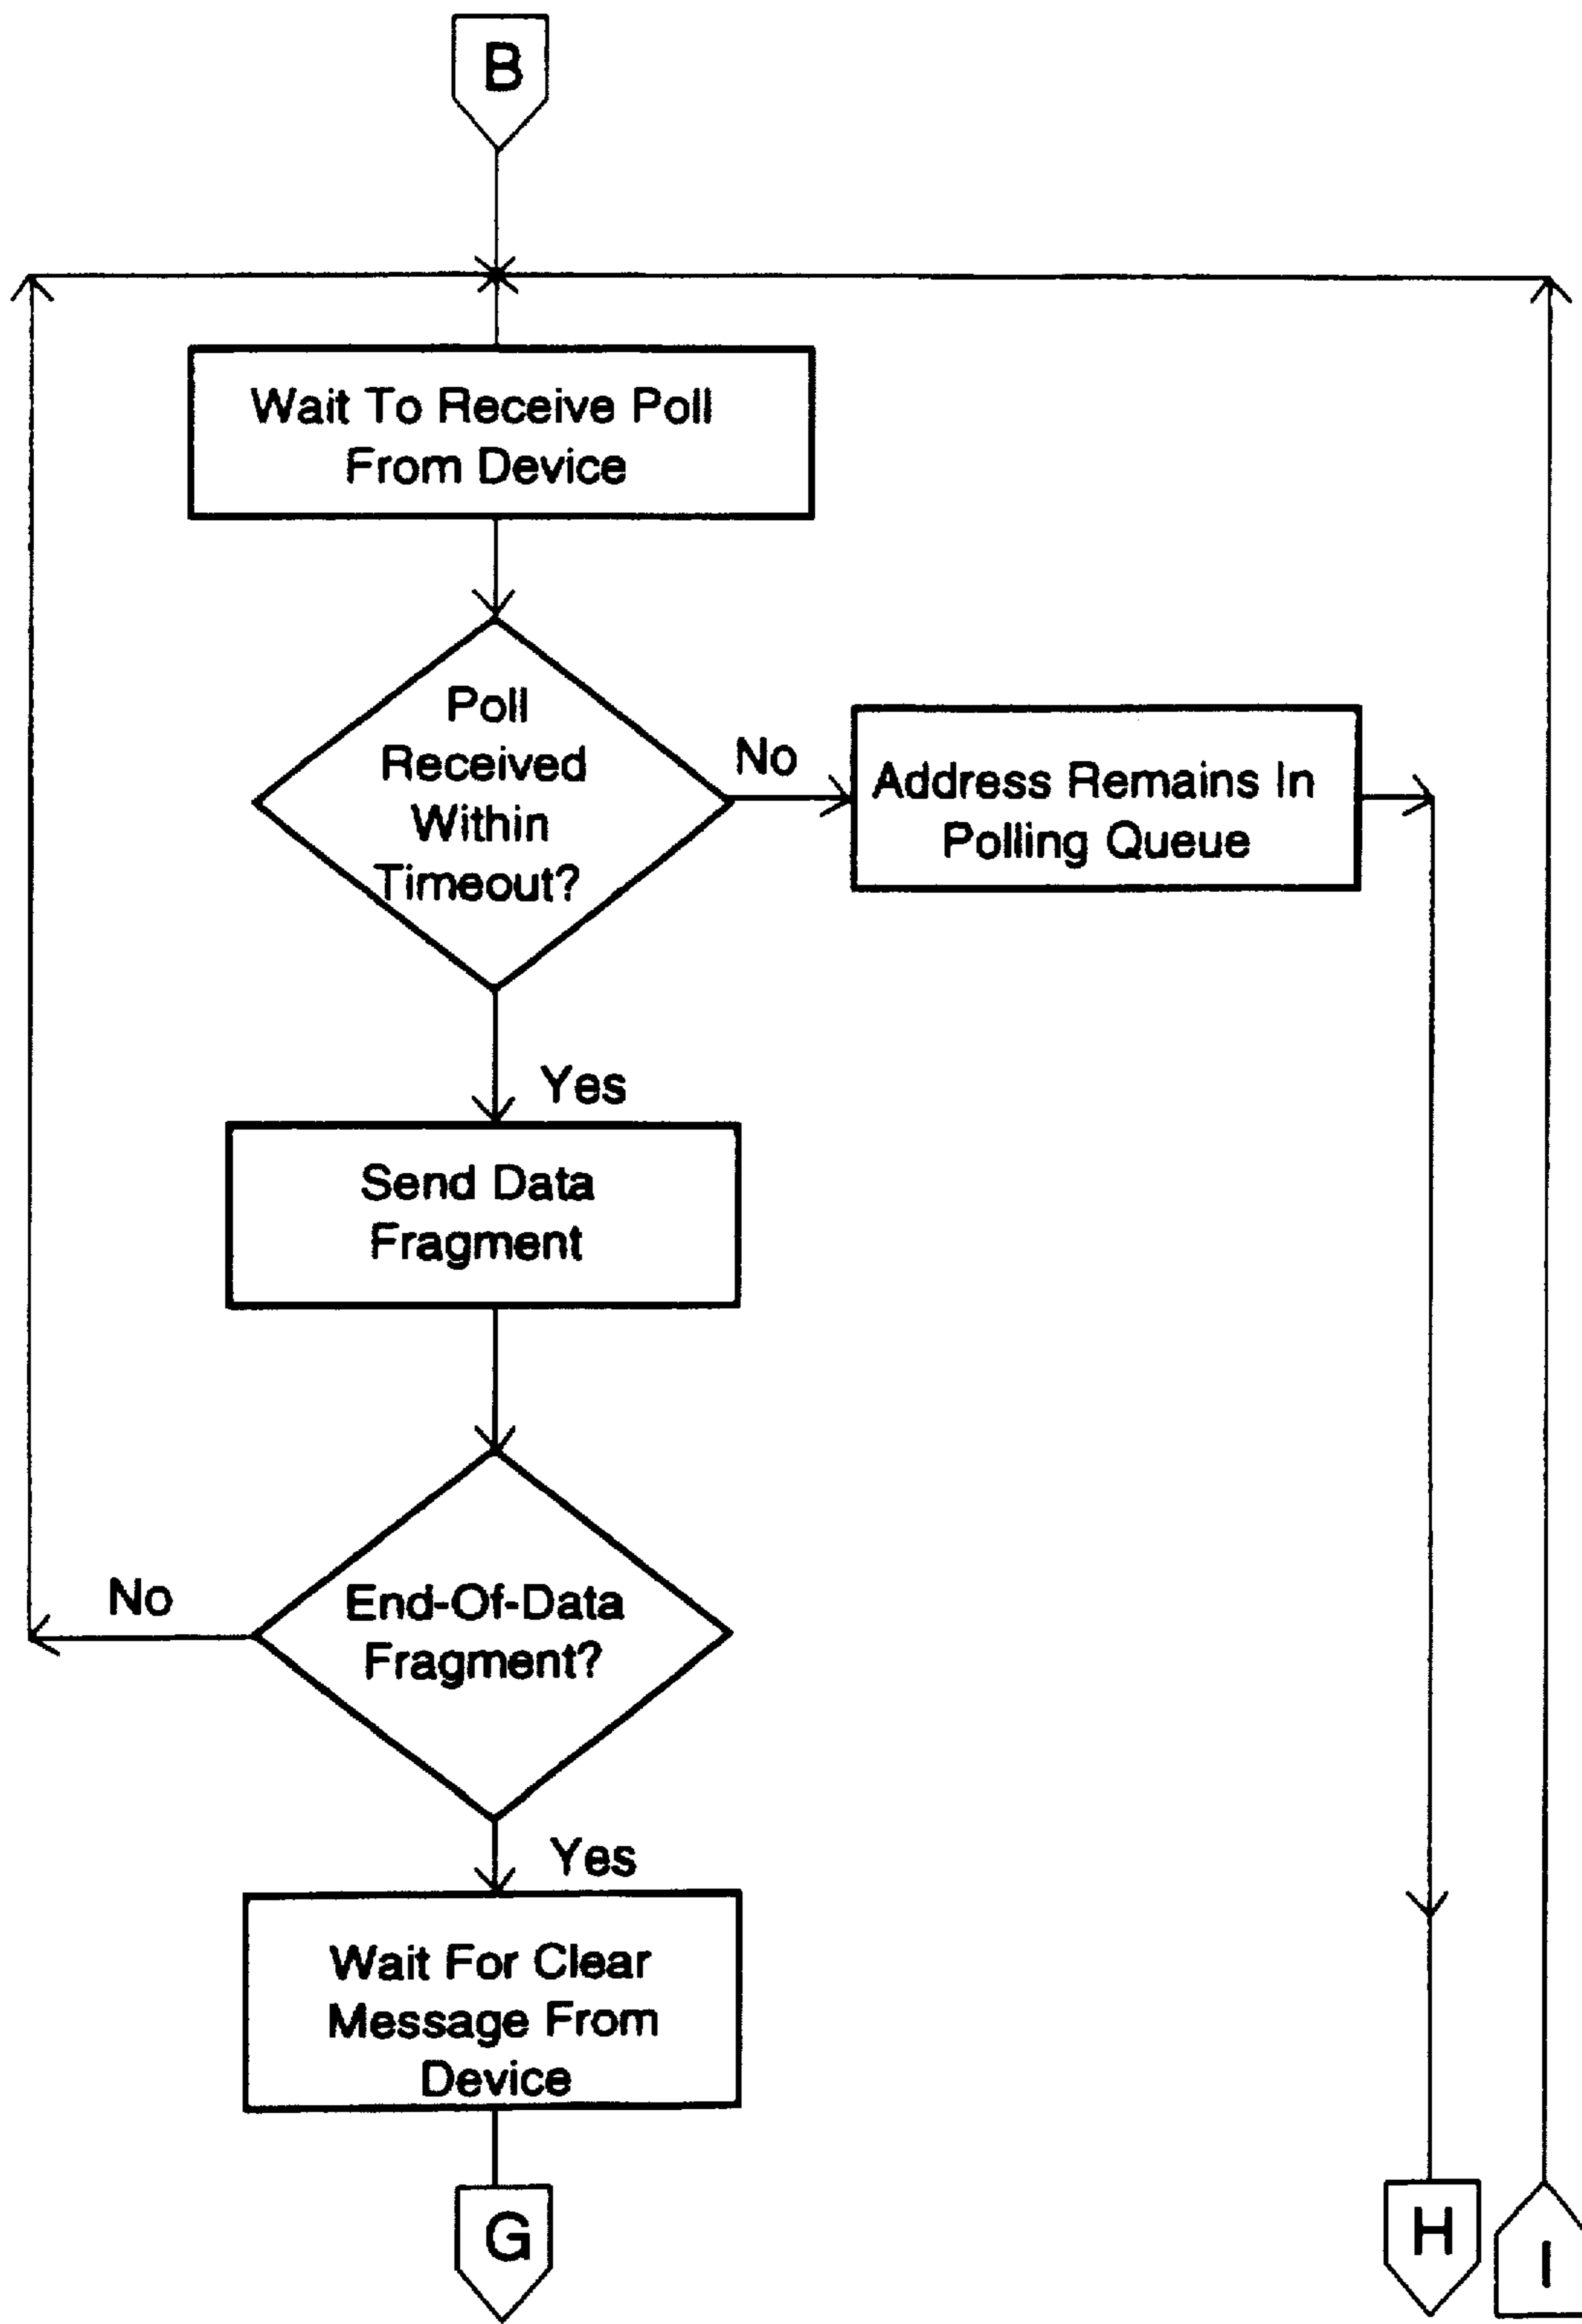 B
Wait To Receive Poll
From Device
Poll
Received
Within
Timeout?
No
Address Remains In
Polling Queue
Yes
Send Data
Fragment
No
End-Of-Data
Fragment?
Yes
Wait For Clear
Message From
Device
G
H
I